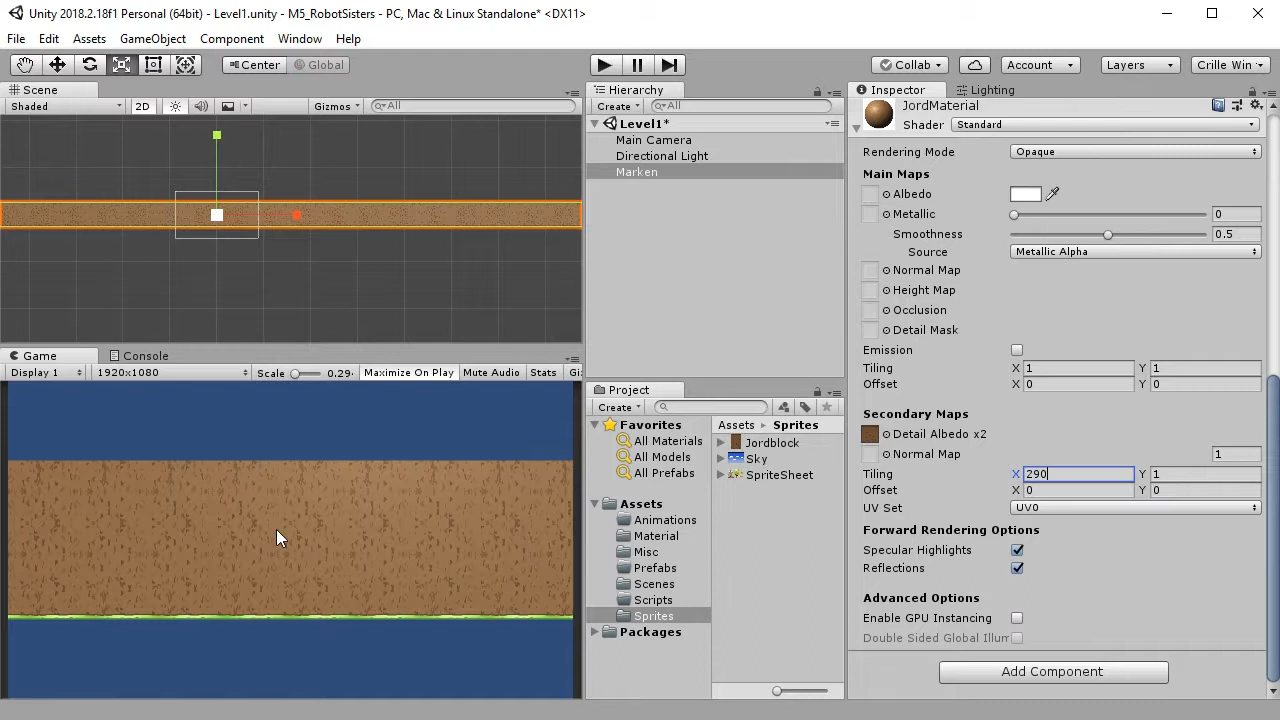 Unity 2018.2.18f1 Personal (64bit) - Level1.unity - M5_RobotSisters - PC, Mac & Linux Standalone* <DX11>
File Edit Assets GameObject Component Window Help
Center Global Collab Account Layers Crille Win
Scene
Shaded 2D Gizmos All
Hierarchy
Create All
Level1*
Main Camera
Directional Light
Marken
Game Console
Display 1 1920x1080 Scale 0.29 Maximize On Play Mute Audio Stats Gi
Project
Create
Favorites
All Materials
All Models
All Prefabs
Assets
Animations
Material
Misc
Prefabs
Scenes
Scripts
Sprites
Packages
Assets Sprites
Jordblock
Sky
SpriteSheet
Inspector Lighting
JordMaterial
Shader Standard
Rendering Mode Opaque
Main Maps
Albedo
Metallic 0
Smoothness 0.5
Source Metallic Alpha
Normal Map
Height Map
Occlusion
Detail Mask
Emission
Tiling X 1 Y 1
Offset X 0 Y 0
Secondary Maps
Detail Albedo x2
Normal Map 1
Tiling X 290 Y 1
Offset X 0 Y 0
UV Set UV0
Forward Rendering Options
Specular Highlights
Reflections
Advanced Options
Enable GPU Instancing
Double Sided Global Illum
Add Component